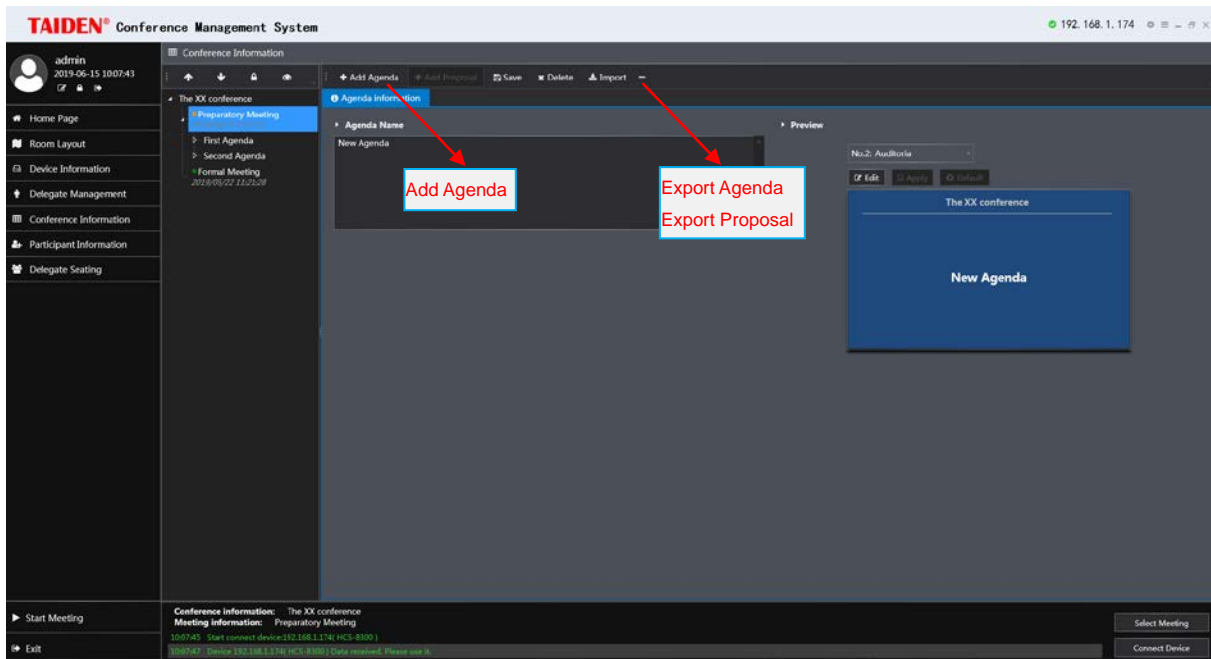 TAIDEN® Conference Management System
192.168.1.174
admin
2019-06-15 10:07:43
Home Page
Room Layout
Device Information
Delegate Management
Conference Information
Participant Information
Delegate Seating
Start Meeting
Exit
Conference Information
The XX conference
Preparatory Meeting
First Agenda
Second Agenda
Formal Meeting
2019/05/22 11:21:28
Add Agenda Add Proposal Save Delete Import
Agenda information
Agenda Name
New Agenda
Add Agenda
Export Agenda
Export Proposal
Preview
No.2: Auditoria
Edit Apply Default
The XX conference
New Agenda
Conference information: The XX conference
Meeting information: Preparatory Meeting
10:07:45 Start connect device:192.168.1.174( HCS-8300 )
10:07:47 Device 192.168.1.174( HCS-8300 ) Data received. Please use it.
Select Meeting
Connect Device